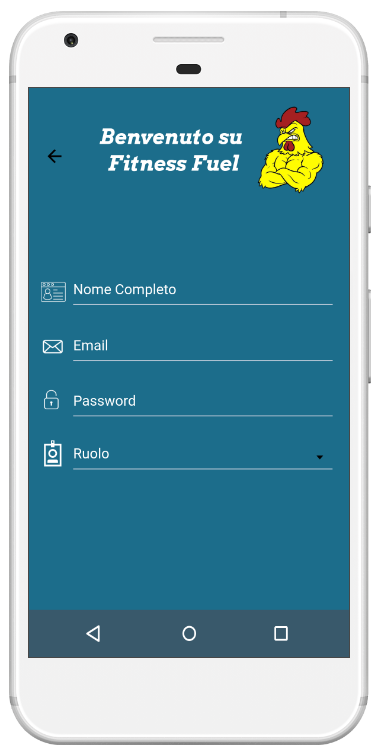 Benvenuto su
Fitness Fuel
Nome Completo
Email
Password
Ruolo